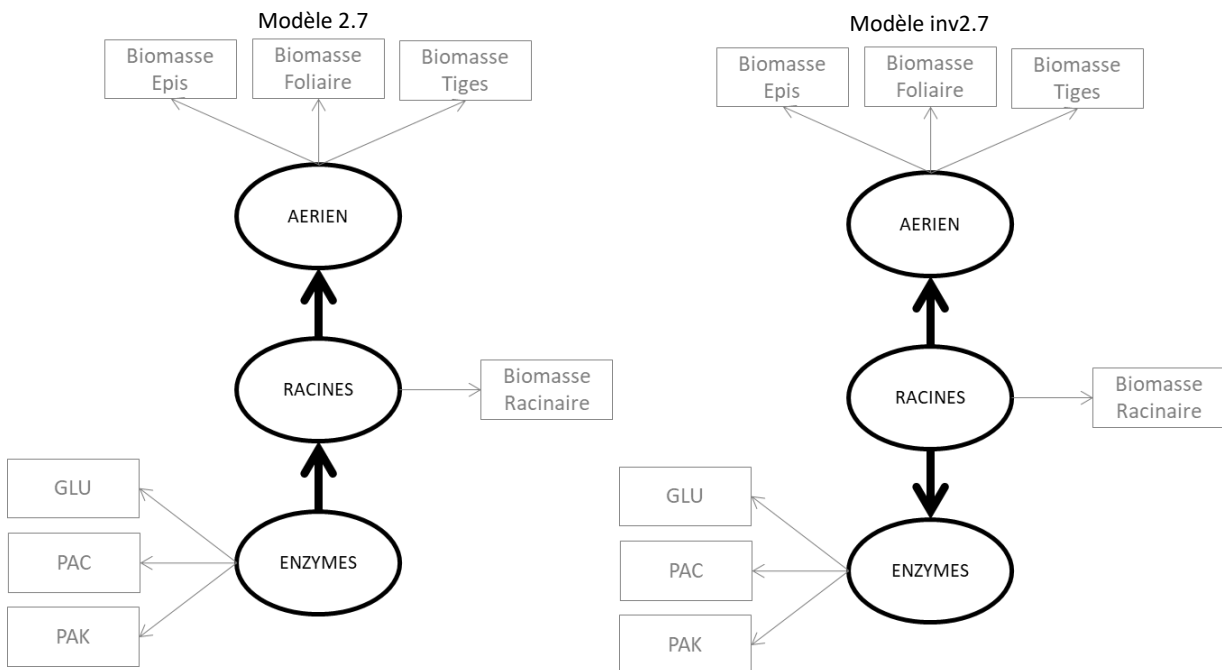 Modèle 2.7
Biomasse
Epis
Biomasse
Foliaire
Biomasse
Tiges
AERIEN
RACINES
Biomasse
Racinaire
GLU
PAC
PAK
ENZYMES
Modèle inv2.7
Biomasse
Epis
Biomasse
Foliaire
Biomasse
Tiges
AERIEN
RACINES
Biomasse
Racinaire
GLU
PAC
PAK
ENZYMES